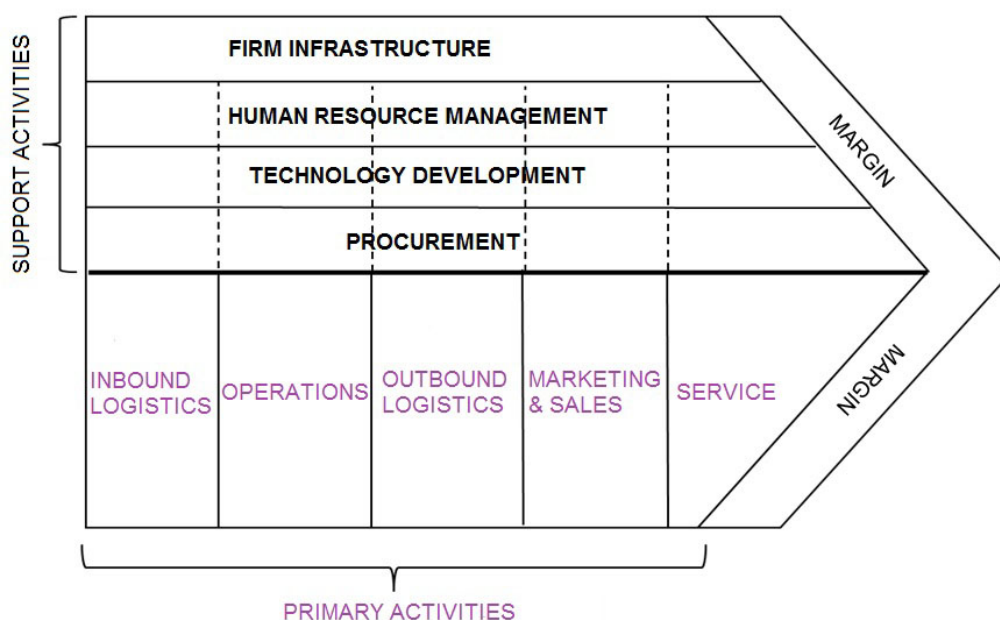 SUPPORT ACTIVITIES
FIRM INFRASTRUCTURE
HUMAN RESOURCE MANAGEMENT
TECHNOLOGY DEVELOPMENT
PROCUREMENT
MARGIN
INBOUND
LOGISTICS
OPERATIONS
OUTBOUND
LOGISTICS
MARKETING
& SALES
SERVICE
MARGIN
PRIMARY ACTIVITIES